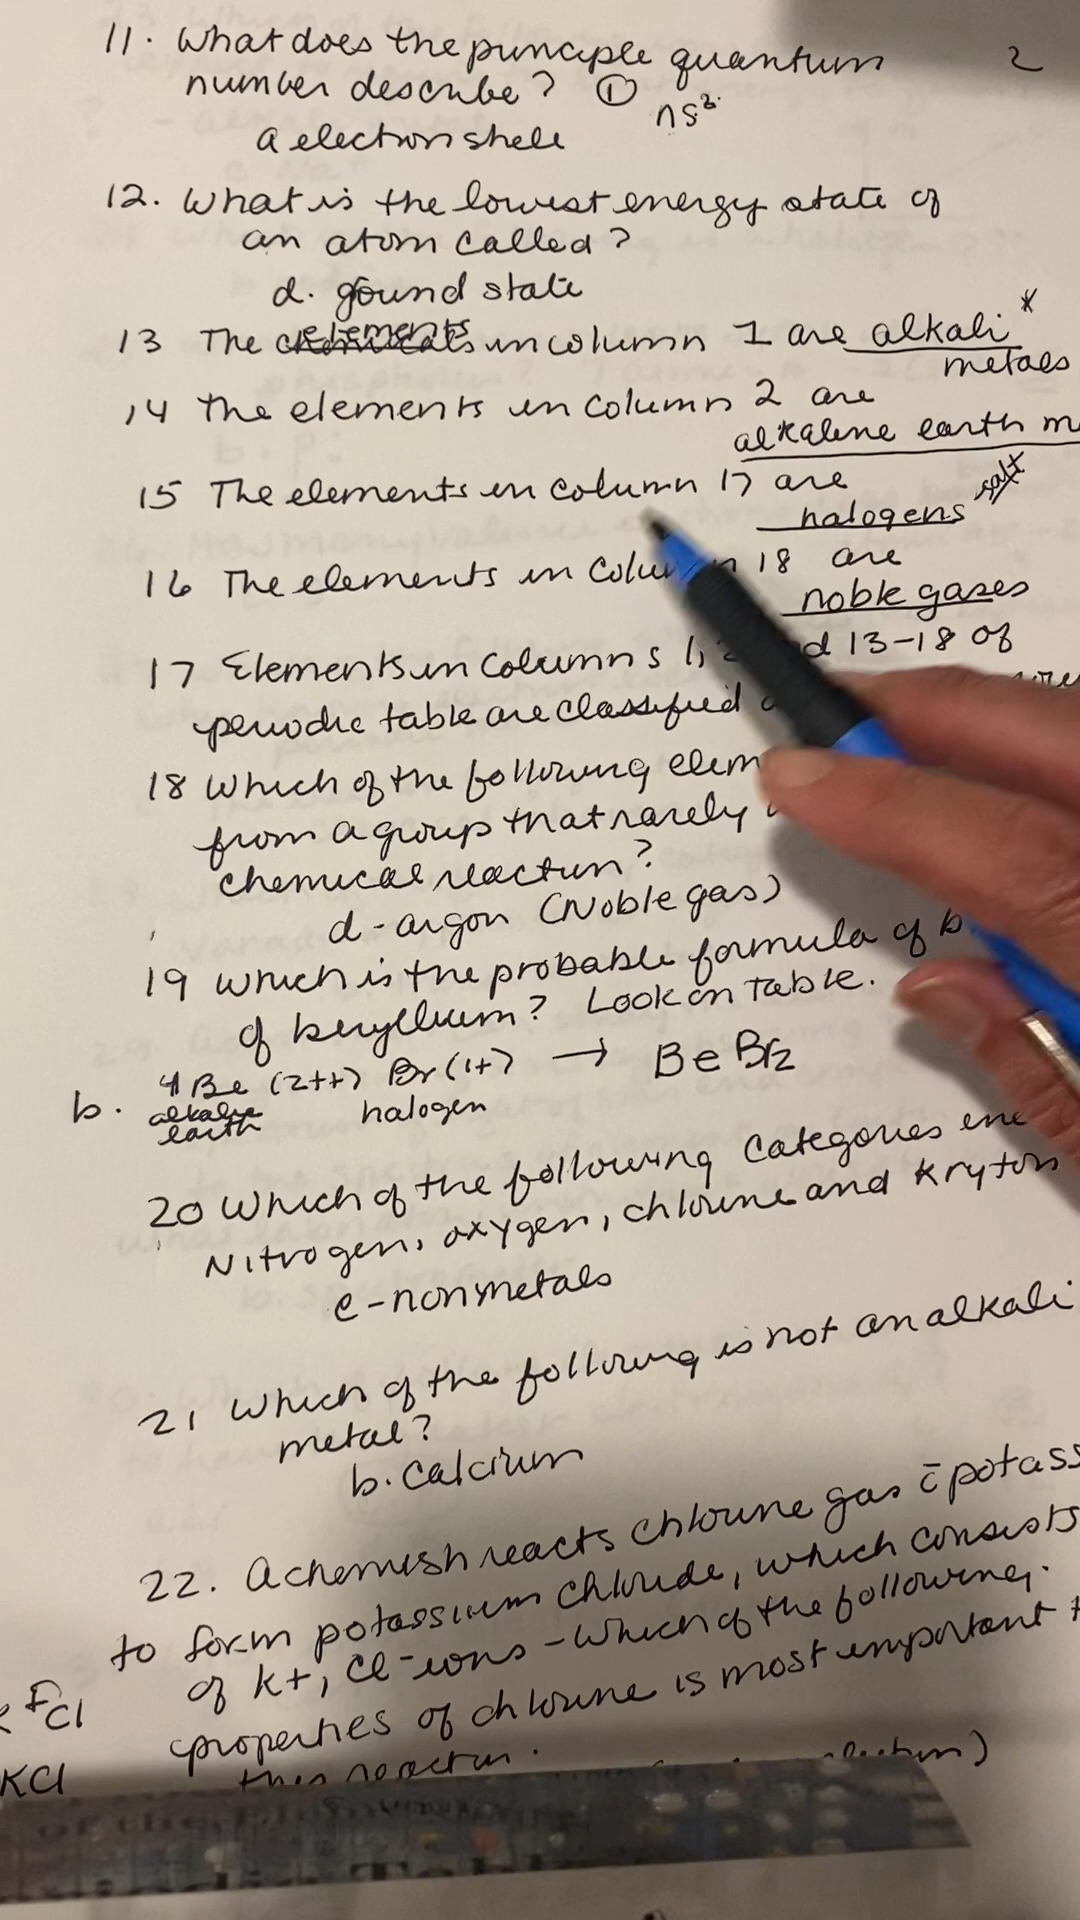 11. What does the principle quantum 2
number describe? ① ns².
a electron shell
12. What is the lowest energy state of
an atom called?
d. ground state
13 The elements in column 1 are alkali *
metals
14 The elements in column 2 are
alkaline earth
15 The elements in column 17 are
halogens salt
16 The elements in 18 are
noble gases
17 Elements in columns 1, 13-18 of
periodic table are classified
18 Which of the following
from a group that rarely
chemical reaction?
d - argon (Noble gas)
19 Which is the probable formula of
of beryllium? Look on Table.
b. 4 Be (2++) Br (1+) → BeBr2
alkaline halogen
earth
20 Which of the following Categories
Nitrogen, oxygen, chlorine and Krypton
c - nonmetals
21 Which of the following is not an alkali
metal?
b. Calcium
22. A chemish reacts chlorine gas c̄
to form potassium chloride, which consists
of K+, Cl- ions - Which of the following
properties of chlorine is most important
Cl
KCl
this
of the Elements